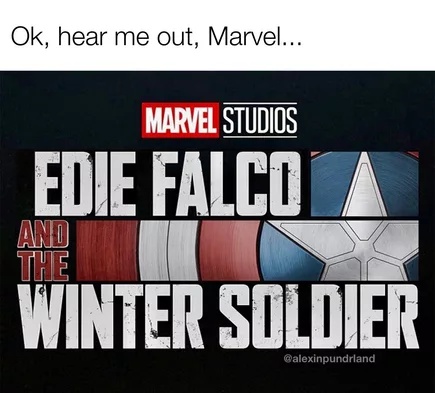 Ok, hear me out, Marvel...
MARVEL STUDIOS
EDIE FALCO
AND
THE
WINTER SOLDIER
@alexinpundrland